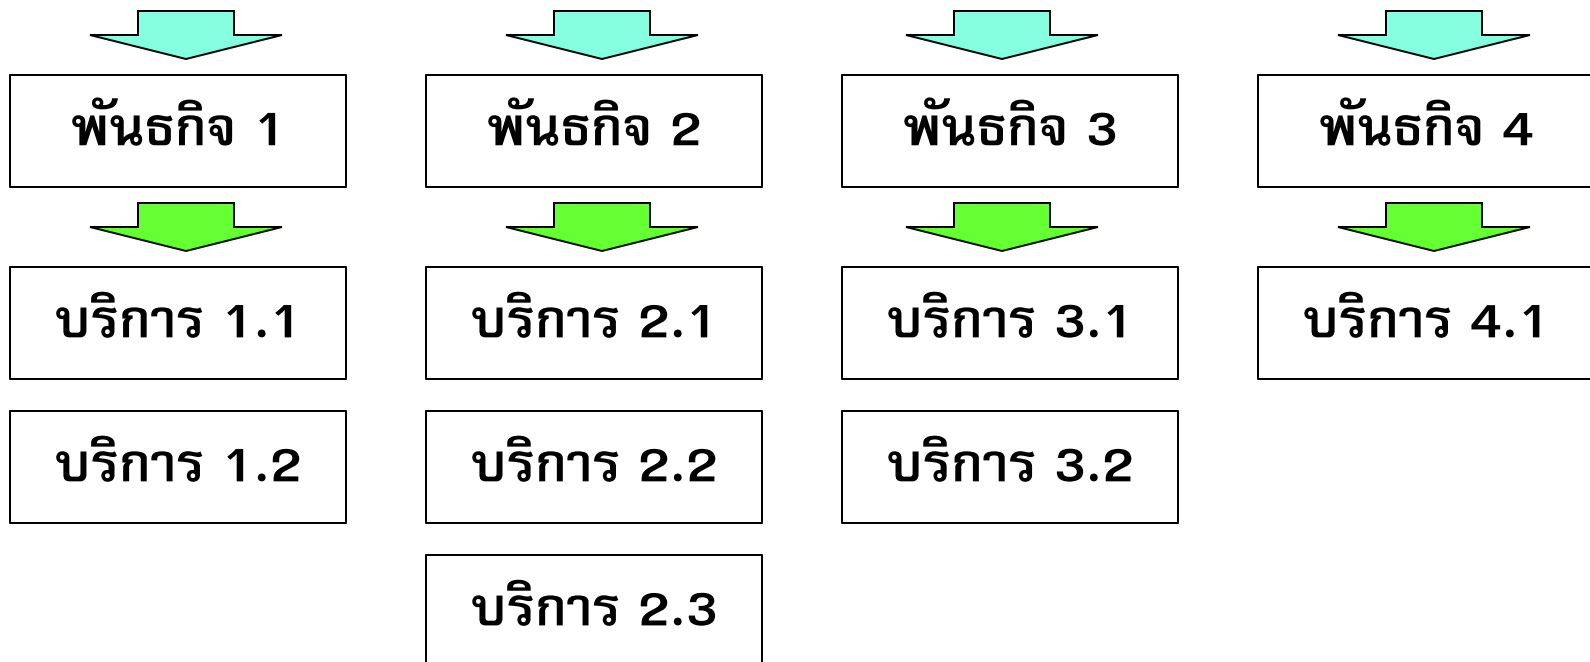 พันธกิจ 1
พันธกิจ 2
พันธกิจ 3
พันธกิจ 4
บริการ 1.1
บริการ 2.1
บริการ 3.1
บริการ 4.1
บริการ 1.2
บริการ 2.2
บริการ 3.2
บริการ 2.3